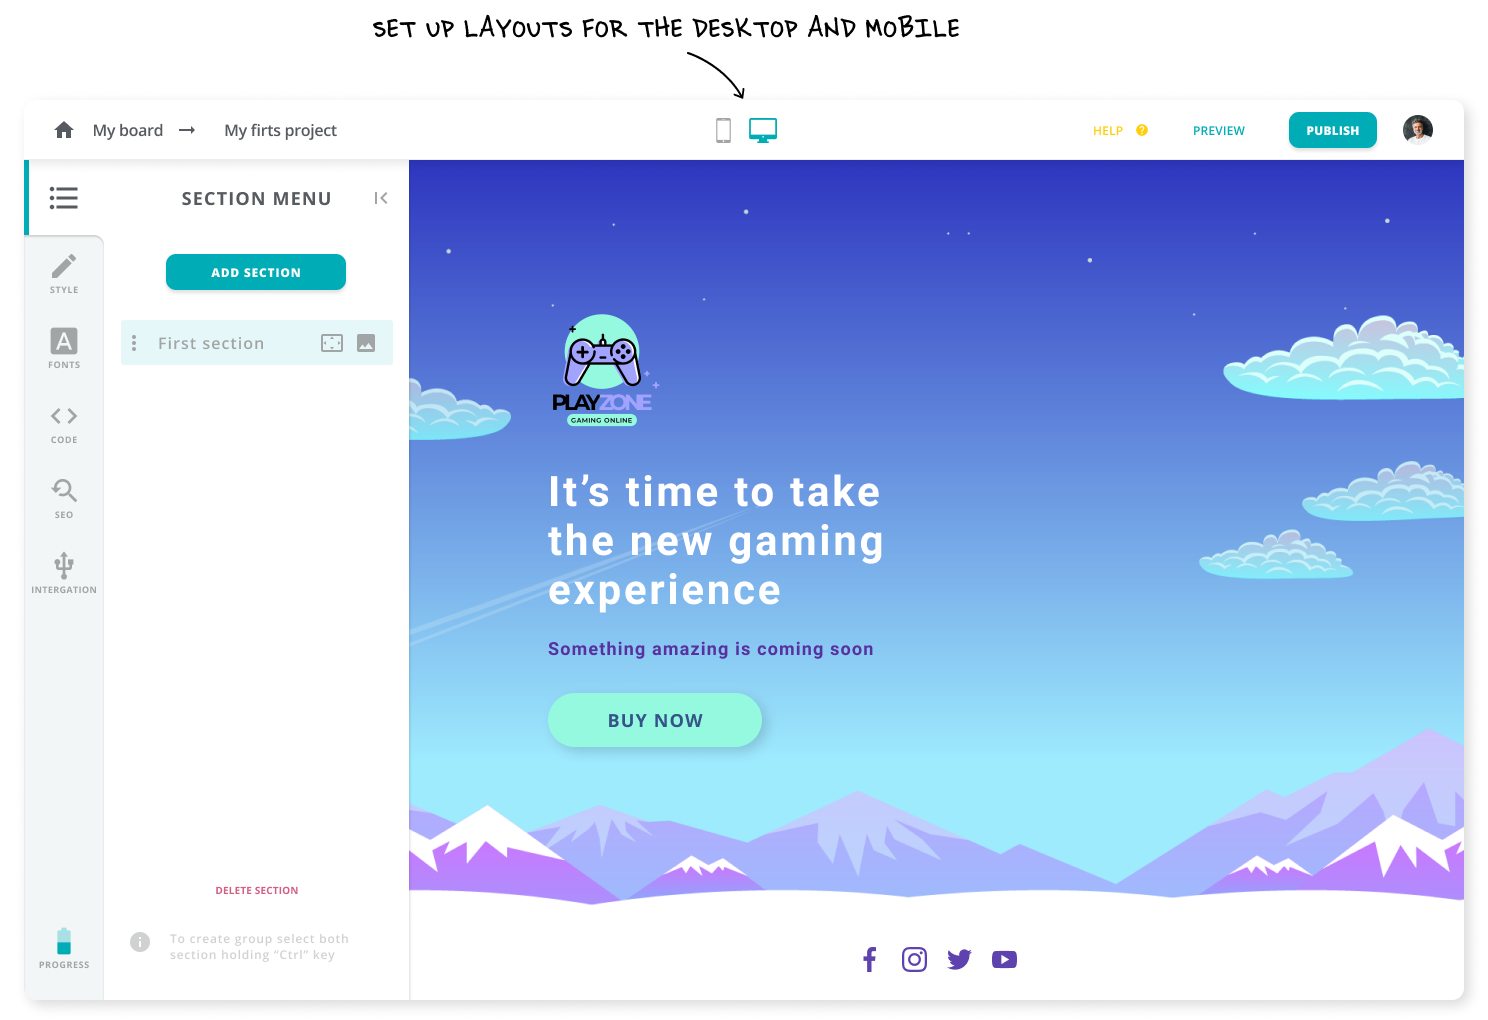 SET UP LAYOUTS FOR THE DESKTOP AND MOBILE
My board → My firts project
HELP ? PREVIEW PUBLISH
SECTION MENU
ADD SECTION
First section
STYLE
A
FONTS
CODE
SEO
INTERGATION
PLAYZONE
GAMING ONLINE
It’s time to take
the new gaming
experience
Something amazing is coming soon
BUY NOW
DELETE SECTION
To create group select both
section holding “Ctrl” key
PROGRESS